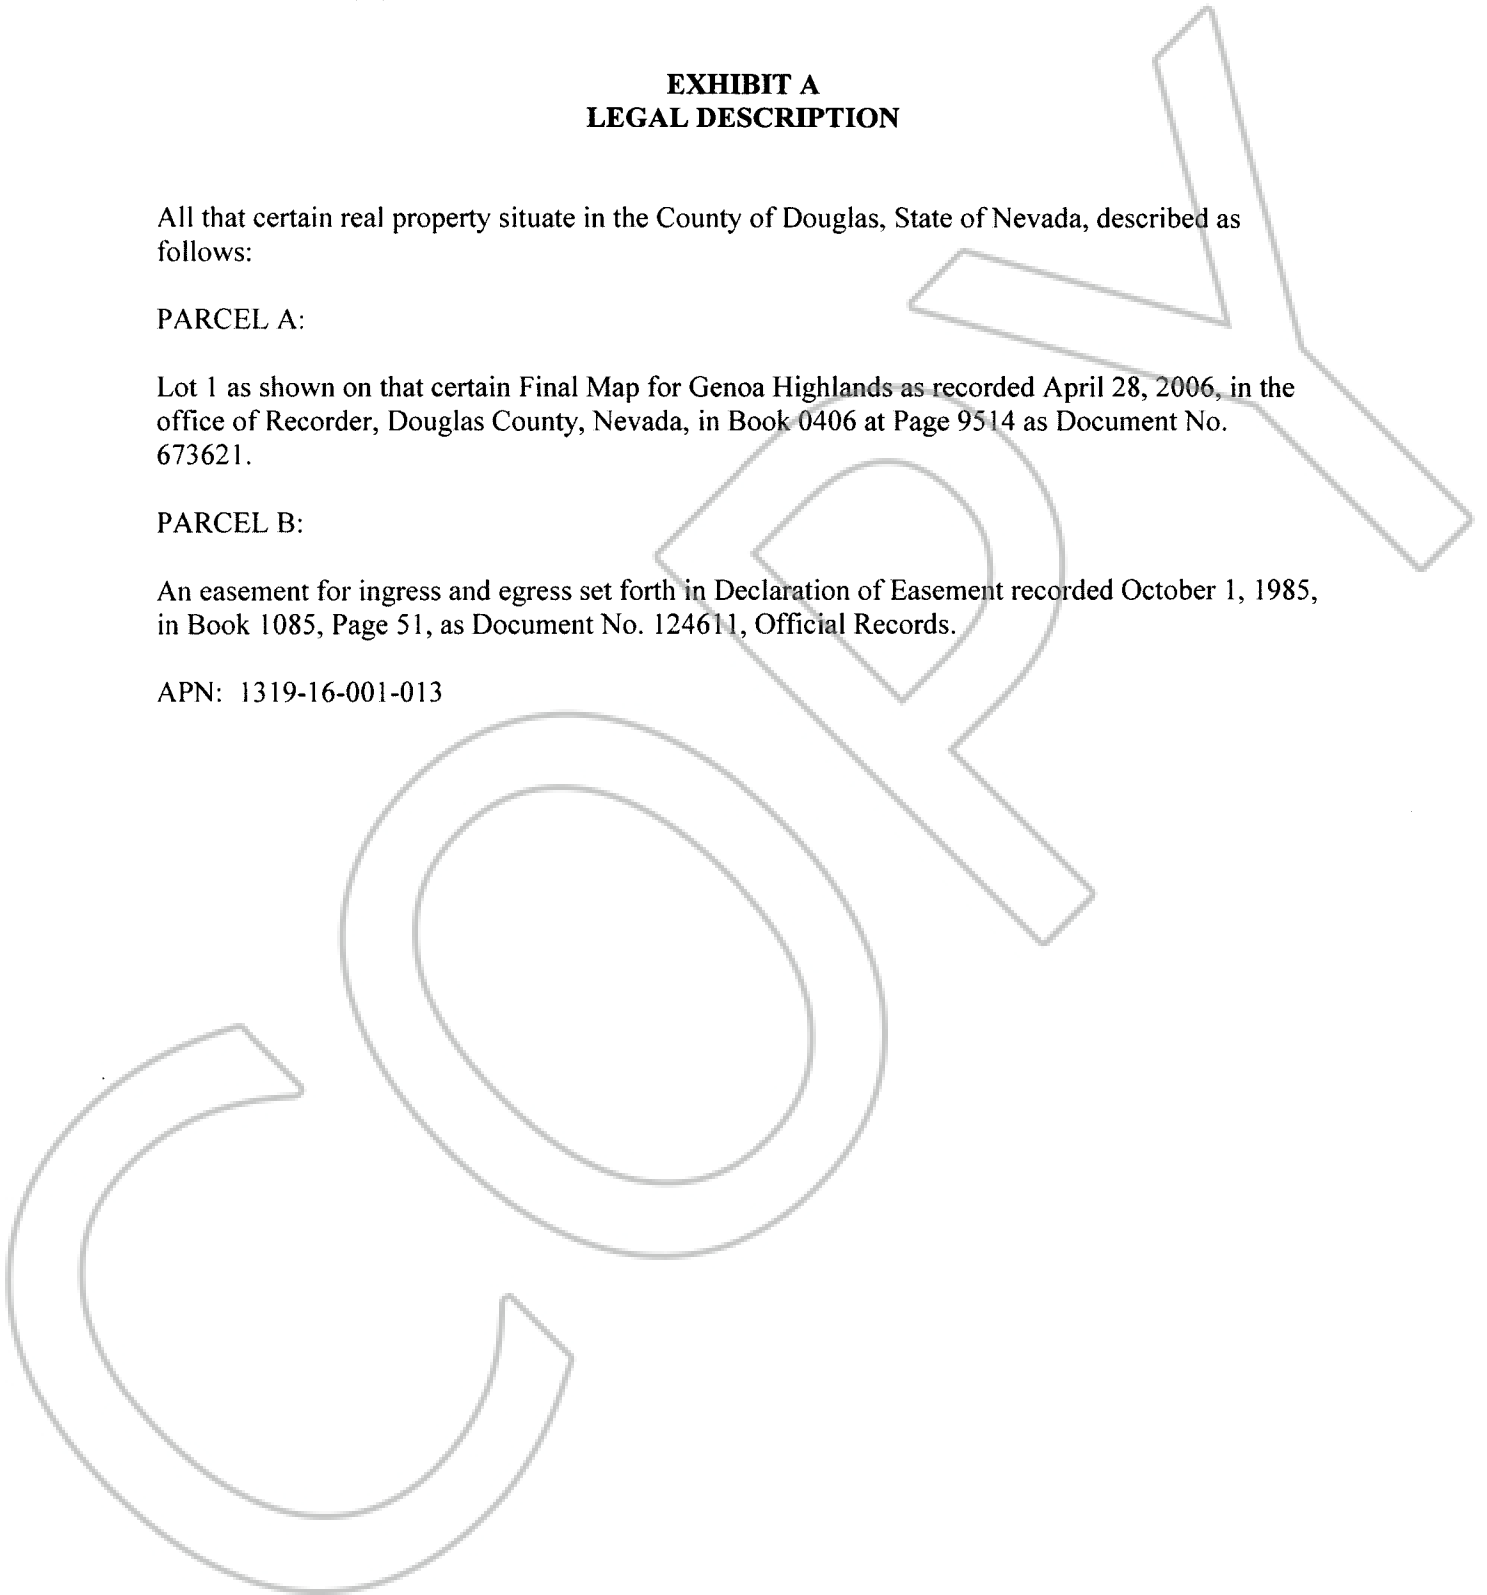 EXHIBIT A
LEGAL DESCRIPTION
All that certain real property situate in the County of Douglas, State of Nevada, described as
follows:
PARCEL A:
Lot 1 as shown on that certain Final Map for Genoa Highlands as recorded April 28, 2006, in the
office of Recorder, Douglas County, Nevada, in Book 0406 at Page 9514 as Document No.
673621.
PARCEL B:
An easement for ingress and egress set forth in Declaration of Easement recorded October 1, 1985,
in Book 1085, Page 51, as Document No. 124611, Official Records.
APN: 1319-16-001-013
COPY